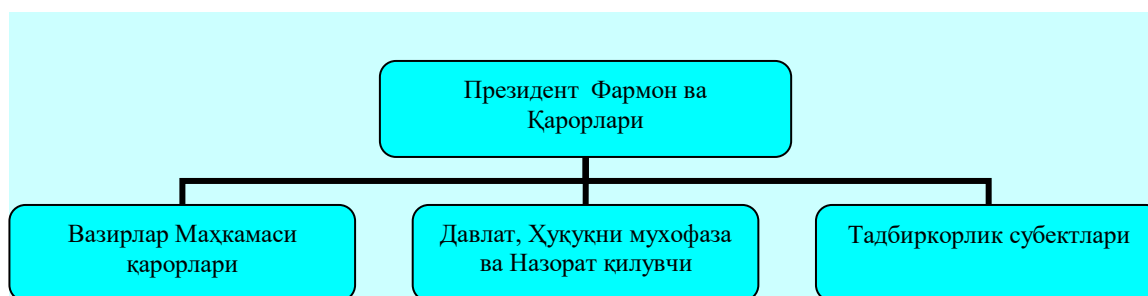 Президент Фармон ва
Қарорлари
Вазирлар Маҳкамаси
қарорлари
Давлат, Ҳуқуқни мухофаза
ва Назорат қилувчи
Тадбиркорлик субектлари